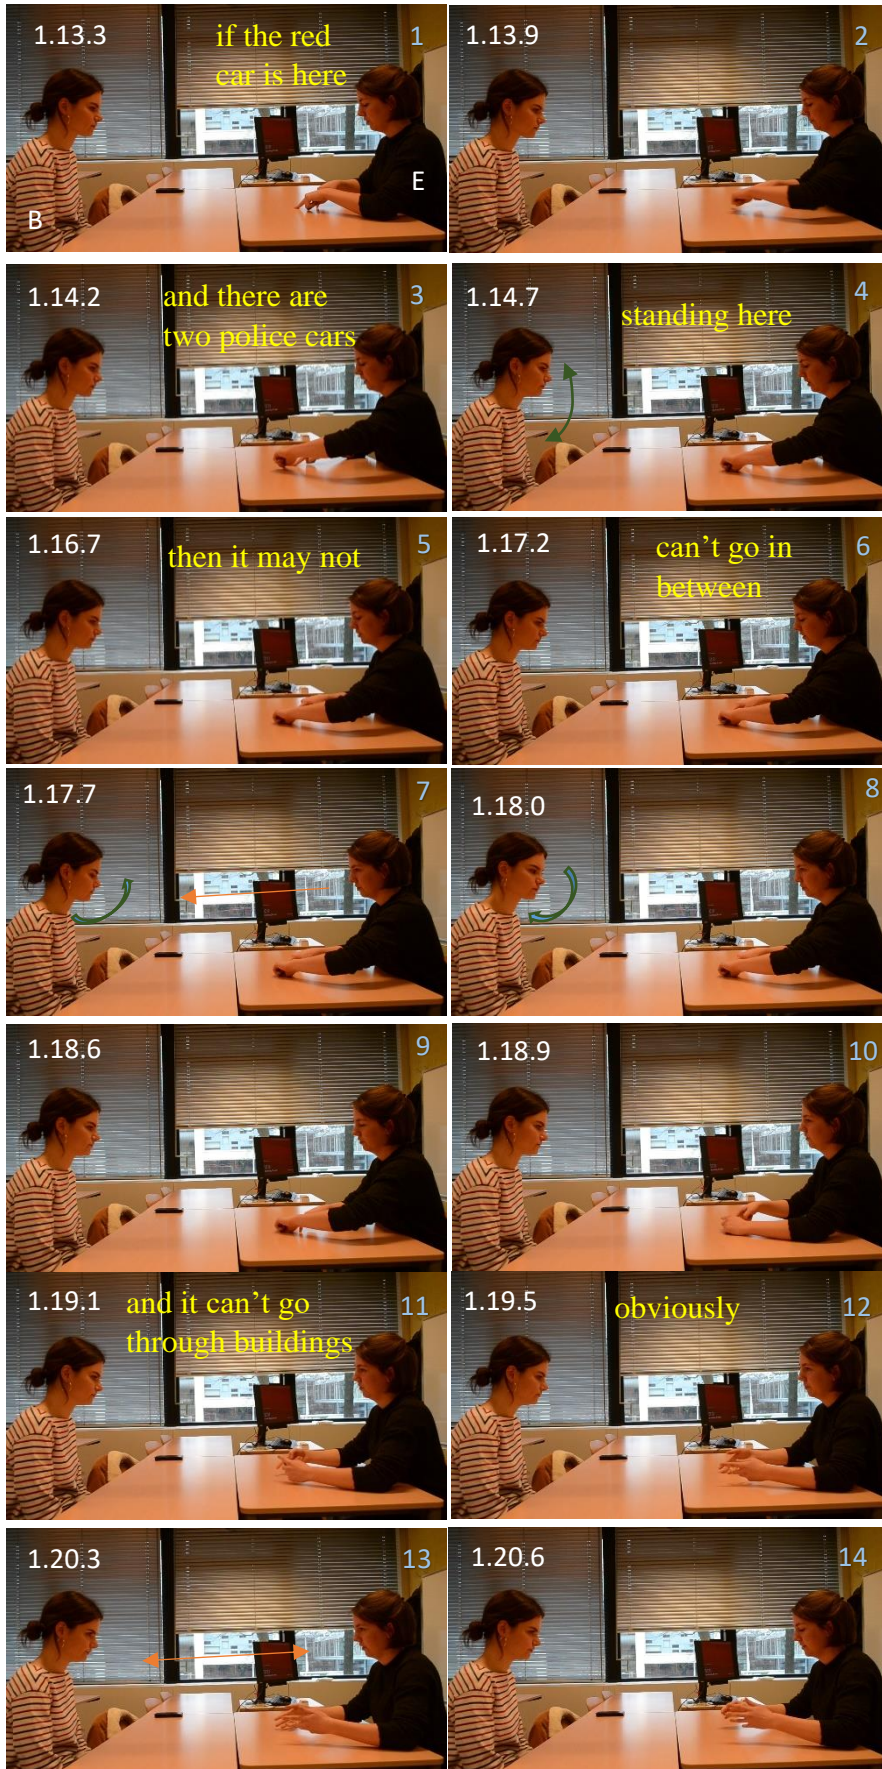 1.13.3
if the red
car is here
1
B
E
1.13.9
2
1.14.2
and there are
two police cars
3
1.14.7
standing here
4
1.16.7
then it may not
5
1.17.2
can't go in
between
6
1.17.7
7
1.18.0
8
1.18.6
9
1.18.9
10
1.19.1
and it can't go
through buildings
11
1.19.5
obviously
12
1.20.3
13
1.20.6
14